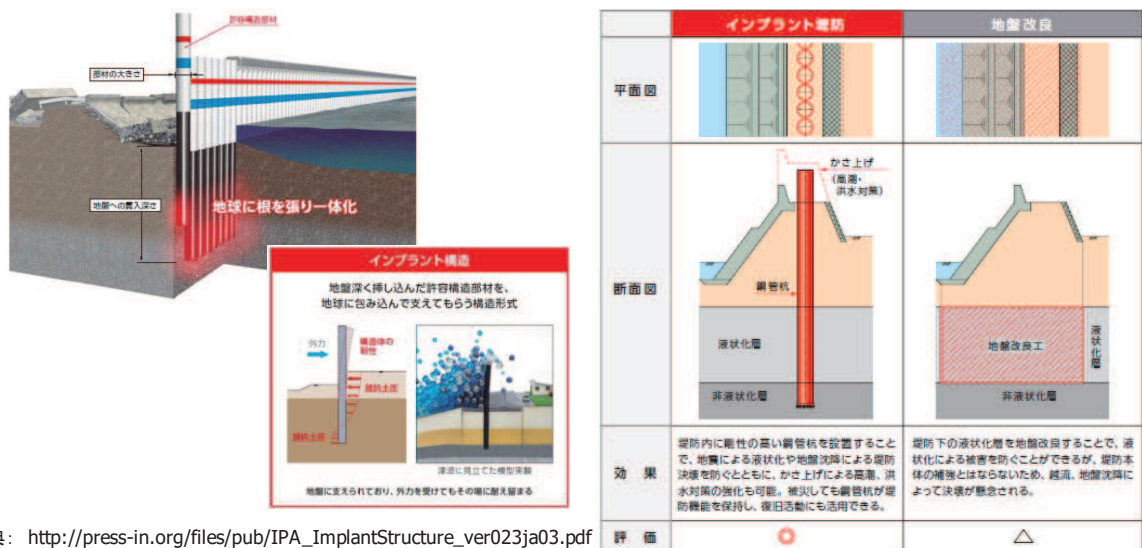 許容構造部材
部材の大きさ
地盤への貫入深さ
地球に根を張り一体化
インプラント構造
地盤深く挿し込んだ許容構造部材を、
地球に包み込んで支えてもらう構造形式
外力
構造体の
靭性
抵抗土圧
抵抗土圧
津波に見立てた模型実験
地盤に支えられており、外力を受けてもその場に耐え留まる
: http://press-in.org/files/pub/IPA_ImplantStructure_ver023ja03.pdf
インプラント堤防
地盤改良
平面図
断面図
かさ上げ
(高潮・
洪水対策)
鋼管杭
液状化層
非液状化層
地盤改良工
液状化層
非液状化層
効果
堤防内に剛性の高い鋼管杭を設置すること
で、地震による液状化や地盤沈降による堤防
決壊を防ぐとともに、かさ上げによる高潮、洪
水対策の強化も可能。被災しても鋼管杭が堤
防機能を保持し、復旧活動にも活用できる。
堤防下の液状化層を地盤改良することで、液
状化による被害を防ぐことができるが、堤防本
体の補強とはならないため、越流、地盤沈降に
よって決壊が懸念される。
評価
◎
△